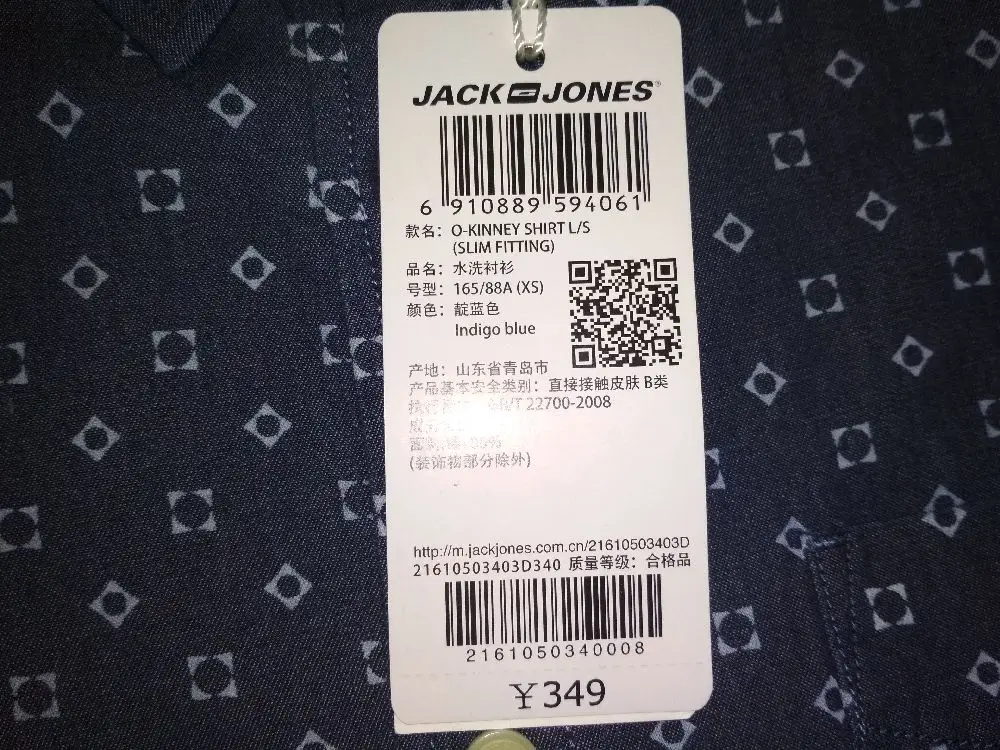 JACK JONES®
6 910889 594061
款名: O-KINNEY SHIRT L/S
(SLIM FITTING)
品名: 水洗衬衫
号型: 165/88A (XS)
颜色: 靛蓝色
Indigo blue
产地: 山东省青岛市
产品基本安全类别: 直接接触皮肤 B类
22700-2008
(装饰物部分除外)
http://m.jackjones.com.cn/21610503403D
21610503403D340 质量等级: 合格品
2161050340008
¥349